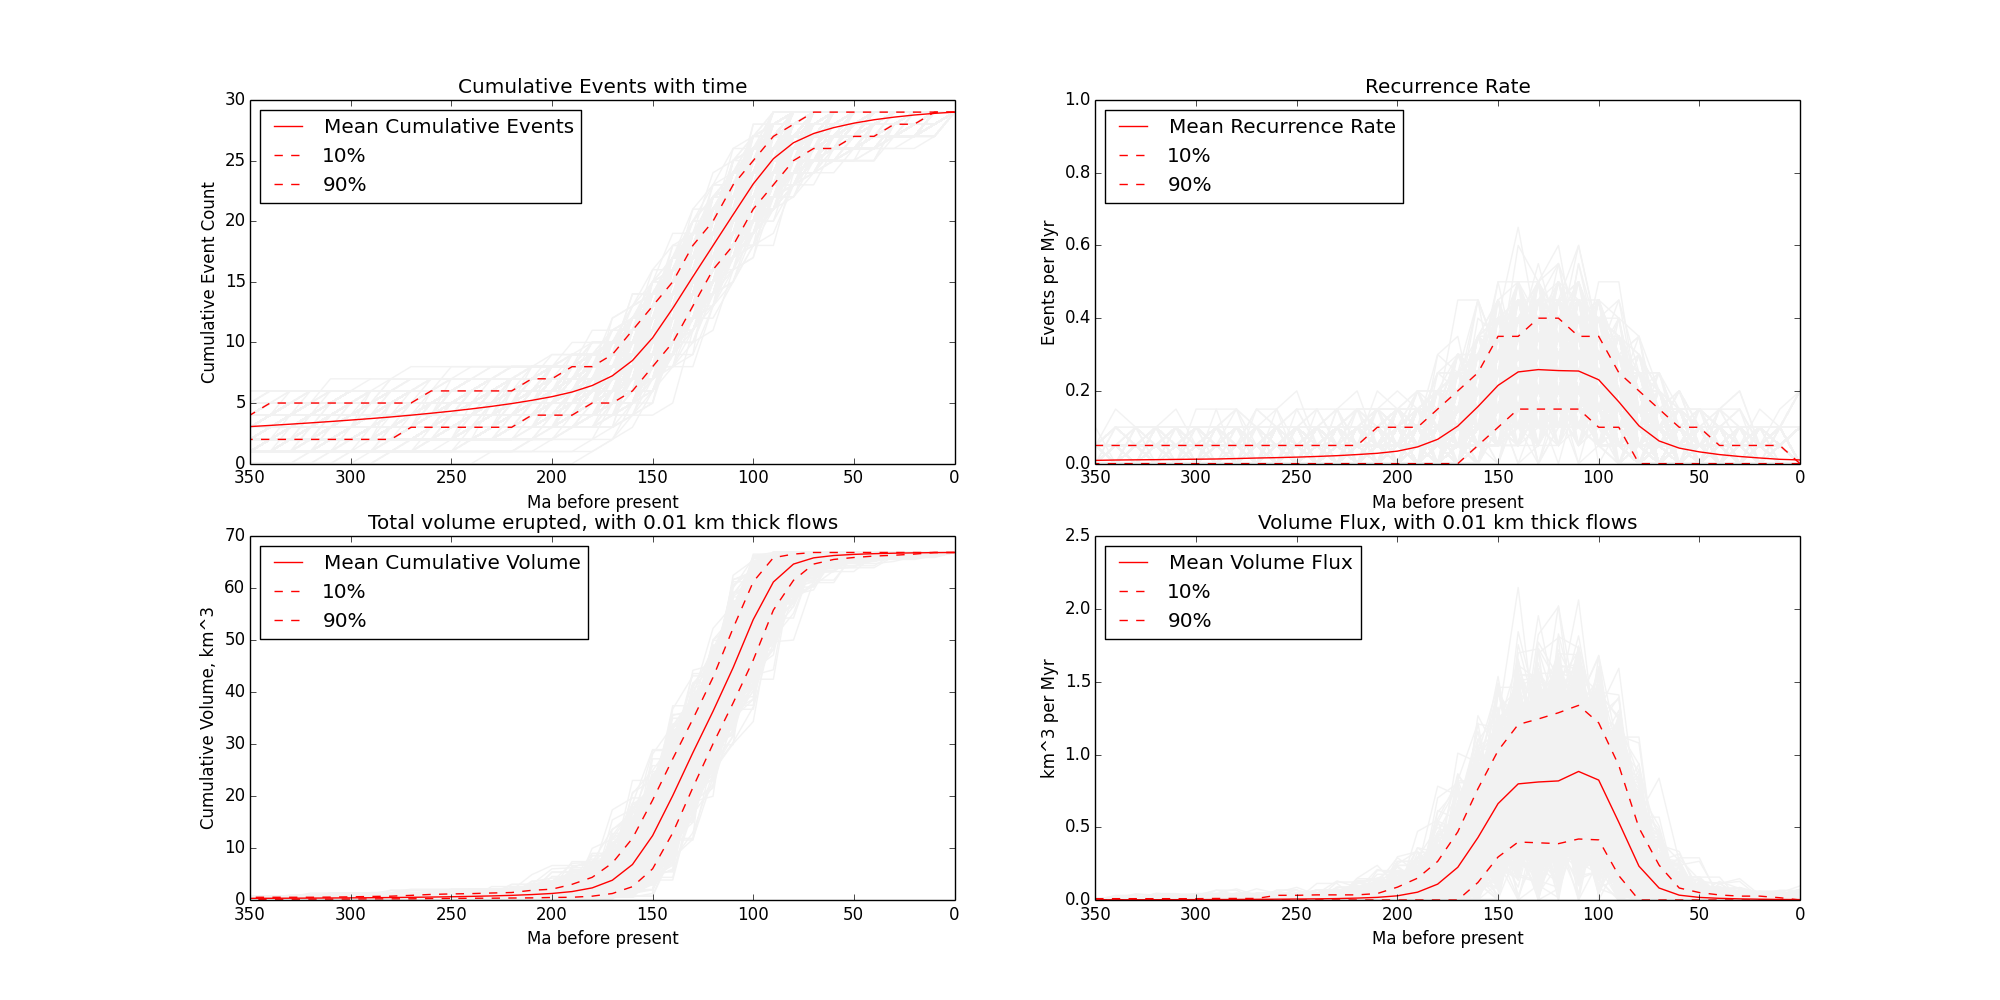 Cumulative Events with time
30
25
20
15
10
5
0
Cumulative Event Count
Mean Cumulative Events
10%
90%
350 300 250 200 150 100 50 0
Ma before present
Recurrence Rate
1.0
0.8
0.6
0.4
0.2
0.0
Events per Myr
Mean Recurrence Rate
10%
90%
350 300 250 200 150 100 50 0
Ma before present
Total volume erupted, with 0.01 km thick flows
70
60
50
40
30
20
10
0
Cumulative Volume, km^3
Mean Cumulative Volume
10%
90%
350 300 250 200 150 100 50 0
Ma before present
Volume Flux, with 0.01 km thick flows
2.5
2.0
1.5
1.0
0.5
0.0
km^3 per Myr
Mean Volume Flux
10%
90%
350 300 250 200 150 100 50 0
Ma before present